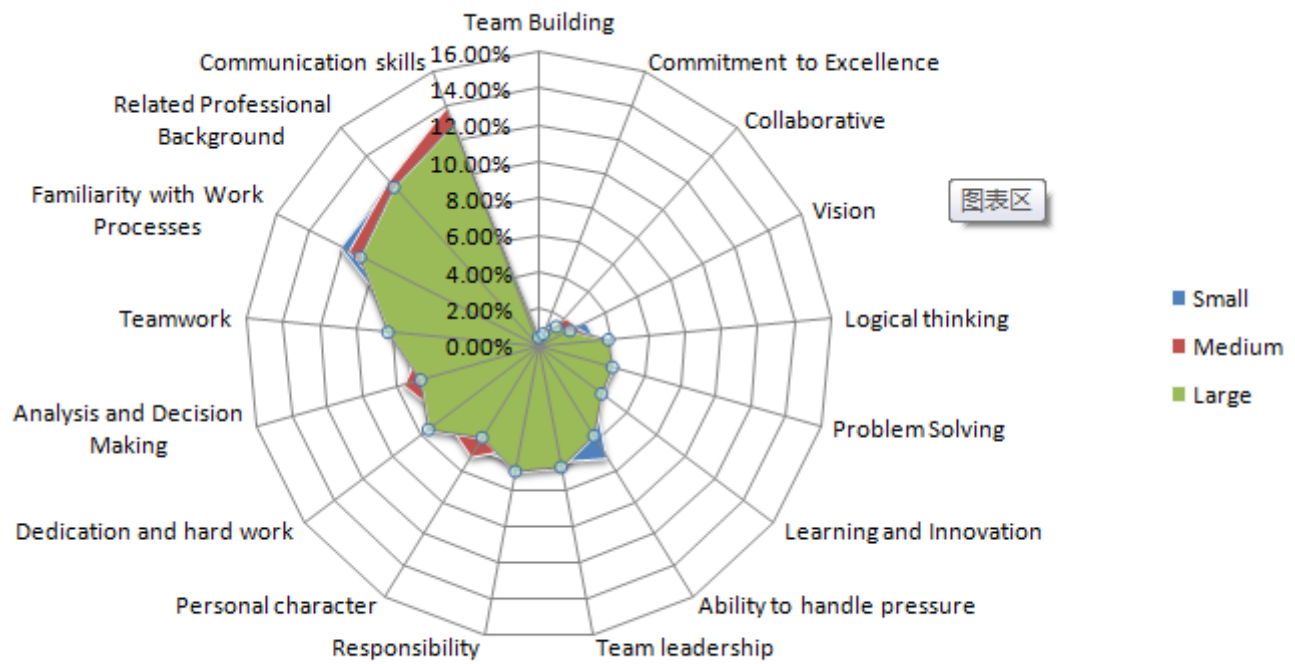 Team Building
Communication skills
16.00%
Commitment to Excellence
14.00%
Related Professional
Background
12.00%
Collaborative
10.00%
Familiarity with Work
Processes
8.00%
Vision
图表区
6.00%
4.00%
Teamwork
2.00%
Logical thinking
0.00%
Small
Medium
Large
Analysis and Decision
Making
Problem Solving
Dedication and hard work
Learning and Innovation
Personal character
Ability to handle pressure
Responsibility
Team leadership